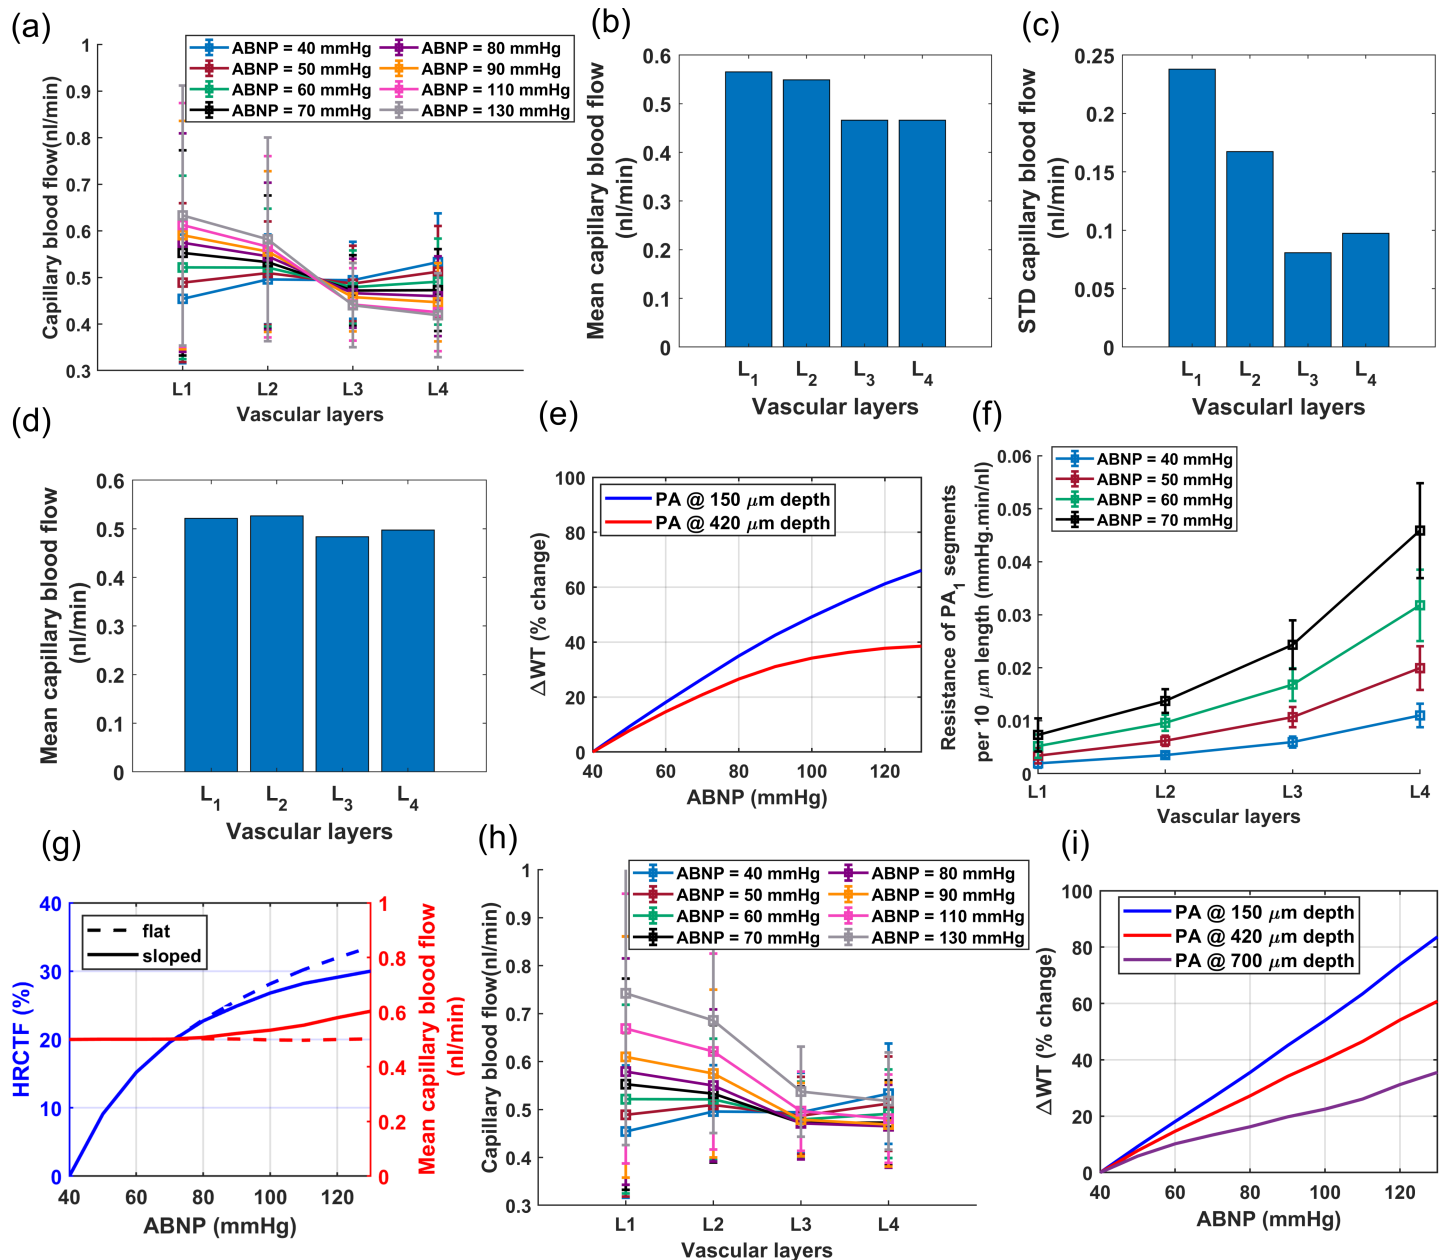 (a)
ABNP = 40 mmHg
ABNP = 50 mmHg
ABNP = 60 mmHg
ABNP = 70 mmHg
ABNP = 80 mmHg
ABNP = 90 mmHg
ABNP = 110 mmHg
ABNP = 130 mmHg
Capillary blood flow(nl/min)
1
0.9
0.8
0.7
0.6
0.5
0.4
0.3
L1 L2 L3 L4
Vascular layers
(b)
Mean capillary blood flow
(nl/min)
0.6
0.5
0.4
0.3
0.2
0.1
0
L1 L2 L3 L4
Vascular layers
(c)
STD capillary blood flow
(nl/min)
0.25
0.2
0.15
0.1
0.05
0
L1 L2 L3 L4
Vascularl layers
(d)
Mean capillary blood flow
(nl/min)
0.6
0.5
0.4
0.3
0.2
0.1
0
L1 L2 L3 L4
Vascular layers
(e)
PA @ 150 μm depth
PA @ 420 μm depth
ΔWT (% change)
100
80
60
40
20
0
40 60 80 100 120
ABNP (mmHg)
(f)
ABNP = 40 mmHg
ABNP = 50 mmHg
ABNP = 60 mmHg
ABNP = 70 mmHg
Resistance of PA1 segments
per 10 μm length (mmHg.min/nl)
0.06
0.05
0.04
0.03
0.02
0.01
0
L1 L2 L3 L4
Vascular layers
(g)
flat
sloped
HRCTF (%)
40
30
20
10
0
Mean capillary blood flow
(nl/min)
1
0.8
0.6
0.4
0.2
0
40 60 80 100 120
ABNP (mmHg)
(h)
ABNP = 40 mmHg
ABNP = 50 mmHg
ABNP = 60 mmHg
ABNP = 70 mmHg
ABNP = 80 mmHg
ABNP = 90 mmHg
ABNP = 110 mmHg
ABNP = 130 mmHg
Capillary blood flow(nl/min)
1
0.9
0.8
0.7
0.6
0.5
0.4
0.3
L1 L2 L3 L4
Vascular layers
(i)
PA @ 150 μm depth
PA @ 420 μm depth
PA @ 700 μm depth
ΔWT (% change)
100
80
60
40
20
0
40 60 80 100 120
ABNP (mmHg)